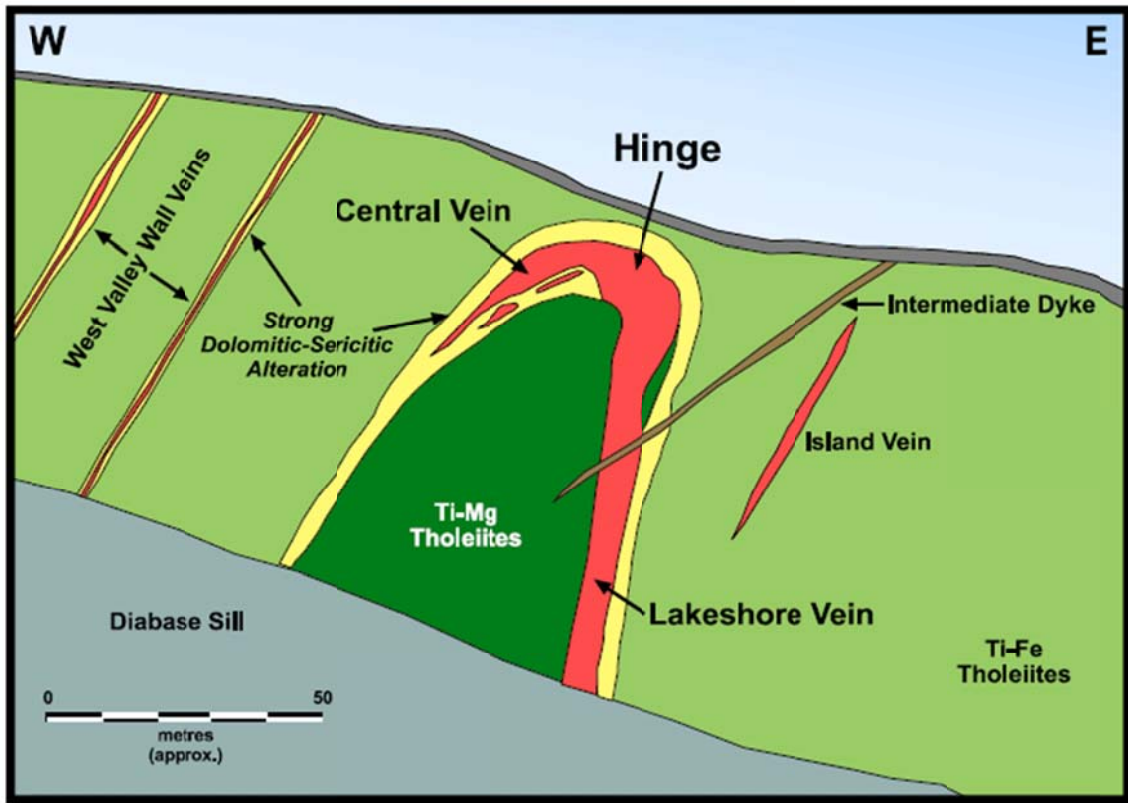 W
E
Hinge
Central Vein
West Valley Wall Veins
Strong
Dolomitic-Sericitic
Alteration
Intermediate Dyke
Island Vein
Ti-Mg
Tholeiites
Lakeshore Vein
Diabase Sill
Ti-Fe
Tholeiites
0
50
metres
(approx.)